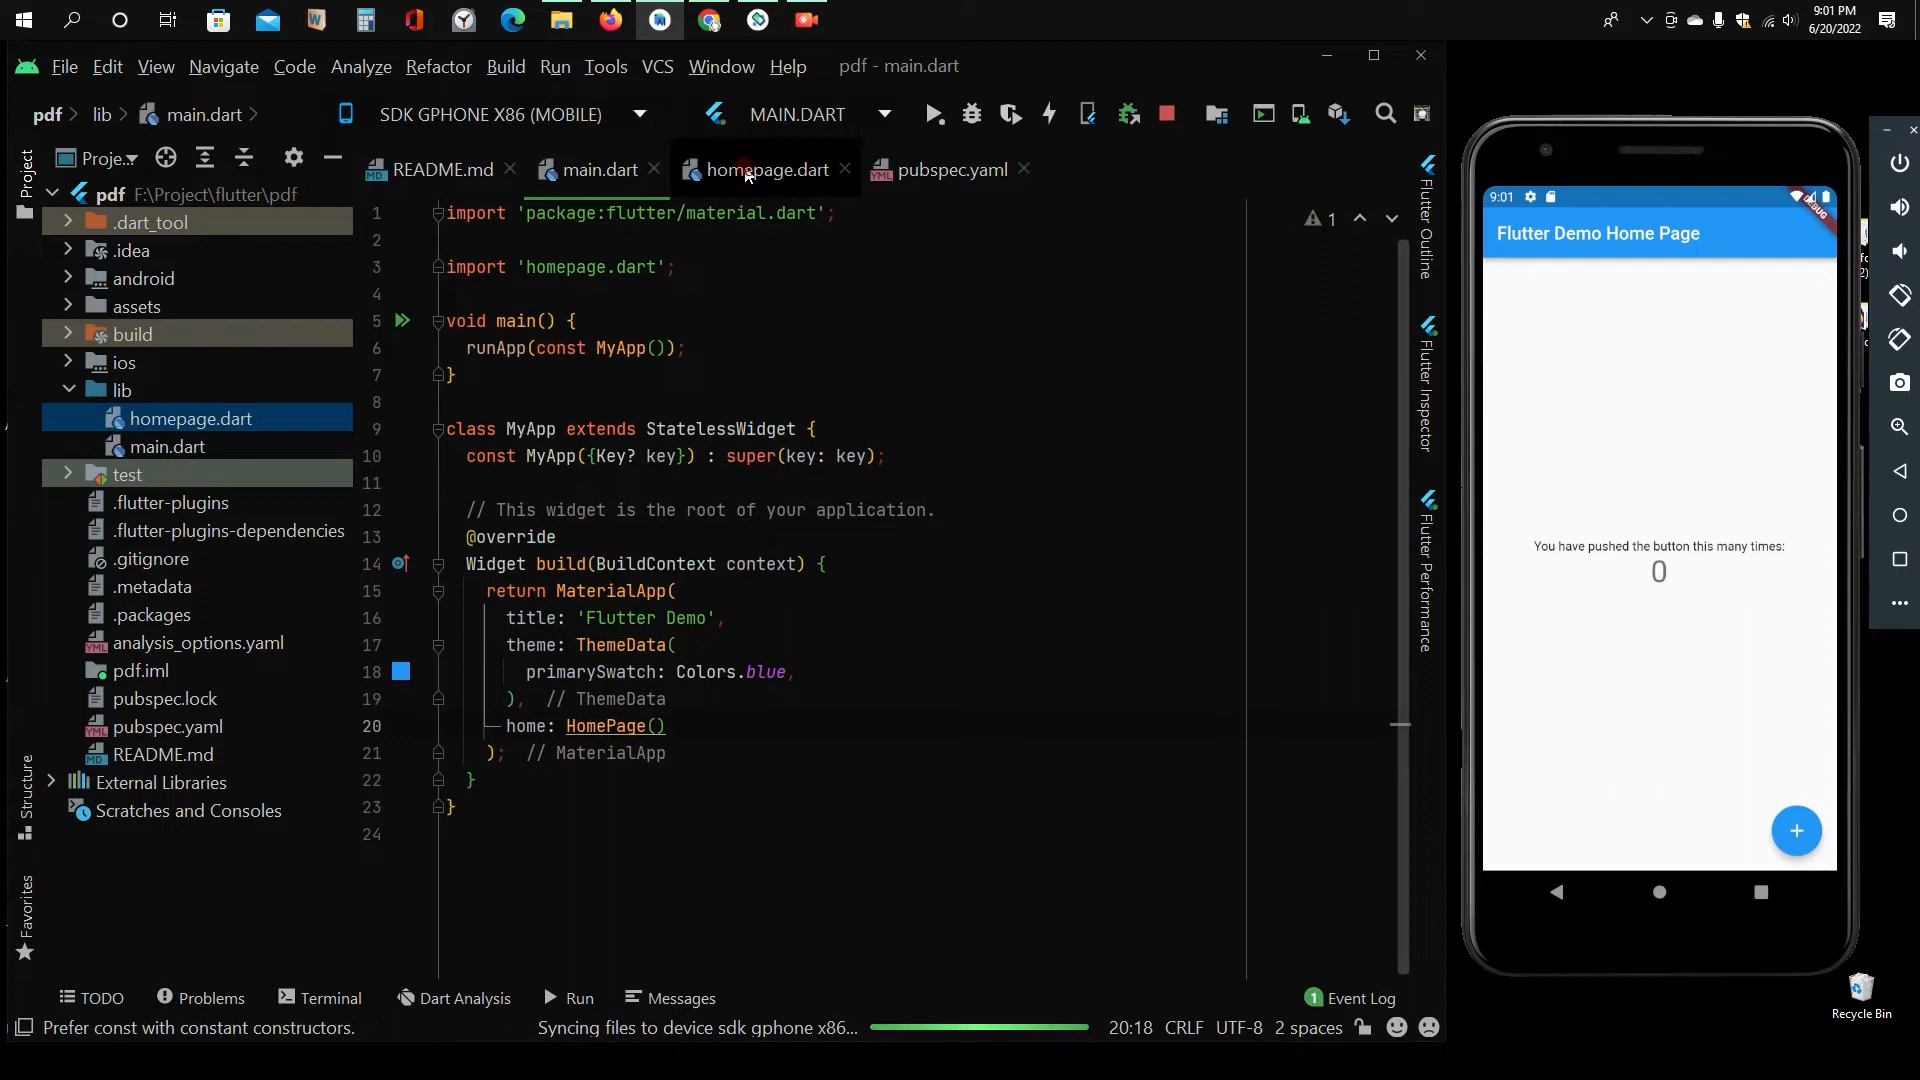 9:01 PM
6/20/2022
File Edit View Navigate Code Analyze Refactor Build Run Tools VCS Window Help pdf - main.dart
pdf lib main.dart SDK GPHONE X86 (MOBILE) MAIN.DART
Project
Proje...
README.md main.dart homepage.dart pubspec.yaml
pdf F:\Project\flutter\pdf
.dart_tool
.idea
android
assets
build
ios
lib
homepage.dart
main.dart
test
.flutter-plugins
.flutter-plugins-dependencies
.gitignore
.metadata
.packages
analysis_options.yaml
pdf.iml
pubspec.lock
pubspec.yaml
README.md
External Libraries
Scratches and Consoles
Structure
Favorites
1 import 'package:flutter/material.dart';
2
3 import 'homepage.dart';
4
5 void main() {
6 runApp(const MyApp());
7 }
8
9 class MyApp extends StatelessWidget {
10 const MyApp({Key? key}) : super(key: key);
11
12 // This widget is the root of your application.
13 @override
14 Widget build(BuildContext context) {
15 return MaterialApp(
16 title: 'Flutter Demo',
17 theme: ThemeData(
18 primarySwatch: Colors.blue,
19 ), // ThemeData
20 home: HomePage()
21 ); // MaterialApp
22 }
23 }
24
1
Flutter Outline
Flutter Inspector
Flutter Performance
9:01
DEBUG
Flutter Demo Home Page
You have pushed the button this many times:
0
Recycle Bin
TODO Problems Terminal Dart Analysis Run Messages 1 Event Log
Prefer const with constant constructors. Syncing files to device sdk gphone x86... 20:18 CRLF UTF-8 2 spaces